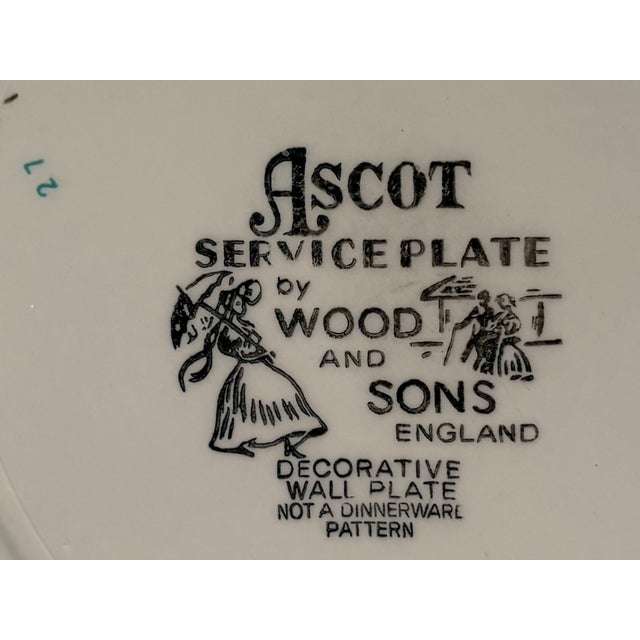 27
ASCOT
SERVICE PLATE
by
WOOD
AND
SONS
ENGLAND
DECORATIVE
WALL PLATE
NOT A DINNERWARE
PATTERN